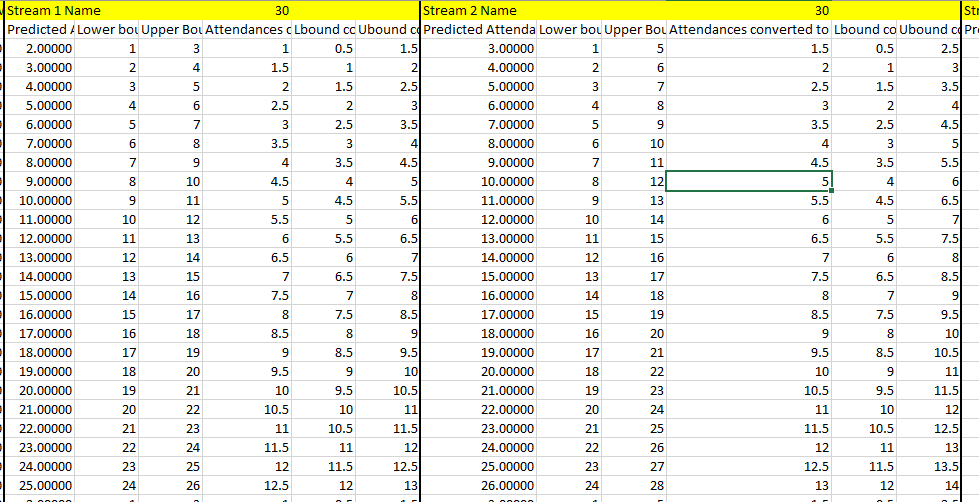 Stream 1 Name 30 Stream 2 Name 30 Str
Predicted A Lower bou Upper Bou Attendances c Lbound co Ubound co Predicted Attenda Lower bou Upper Bou Attendances converted to Lbound co Ubound co Pre
2.00000 1 3 1 0.5 1.5 3.00000 1 5 1.5 0.5 2.5
3.00000 2 4 1.5 1 2 4.00000 2 6 2 1 3
4.00000 3 5 2 1.5 2.5 5.00000 3 7 2.5 1.5 3.5
5.00000 4 6 2.5 2 3 6.00000 4 8 3 2 4
6.00000 5 7 3 2.5 3.5 7.00000 5 9 3.5 2.5 4.5
7.00000 6 8 3.5 3 4 8.00000 6 10 4 3 5
8.00000 7 9 4 3.5 4.5 9.00000 7 11 4.5 3.5 5.5
9.00000 8 10 4.5 4 5 10.00000 8 12 5 4 6
10.00000 9 11 5 4.5 5.5 11.00000 9 13 5.5 4.5 6.5
11.00000 10 12 5.5 5 6 12.00000 10 14 6 5 7
12.00000 11 13 6 5.5 6.5 13.00000 11 15 6.5 5.5 7.5
13.00000 12 14 6.5 6 7 14.00000 12 16 7 6 8
14.00000 13 15 7 6.5 7.5 15.00000 13 17 7.5 6.5 8.5
15.00000 14 16 7.5 7 8 16.00000 14 18 8 7 9
16.00000 15 17 8 7.5 8.5 17.00000 15 19 8.5 7.5 9.5
17.00000 16 18 8.5 8 9 18.00000 16 20 9 8 10
18.00000 17 19 9 8.5 9.5 19.00000 17 21 9.5 8.5 10.5
19.00000 18 20 9.5 9 10 20.00000 18 22 10 9 11
20.00000 19 21 10 9.5 10.5 21.00000 19 23 10.5 9.5 11.5
21.00000 20 22 10.5 10 11 22.00000 20 24 11 10 12
22.00000 21 23 11 10.5 11.5 23.00000 21 25 11.5 10.5 12.5
23.00000 22 24 11.5 11 12 24.00000 22 26 12 11 13
24.00000 23 25 12 11.5 12.5 25.00000 23 27 12.5 11.5 13.5
25.00000 24 26 12.5 12 13 26.00000 24 28 13 12 14